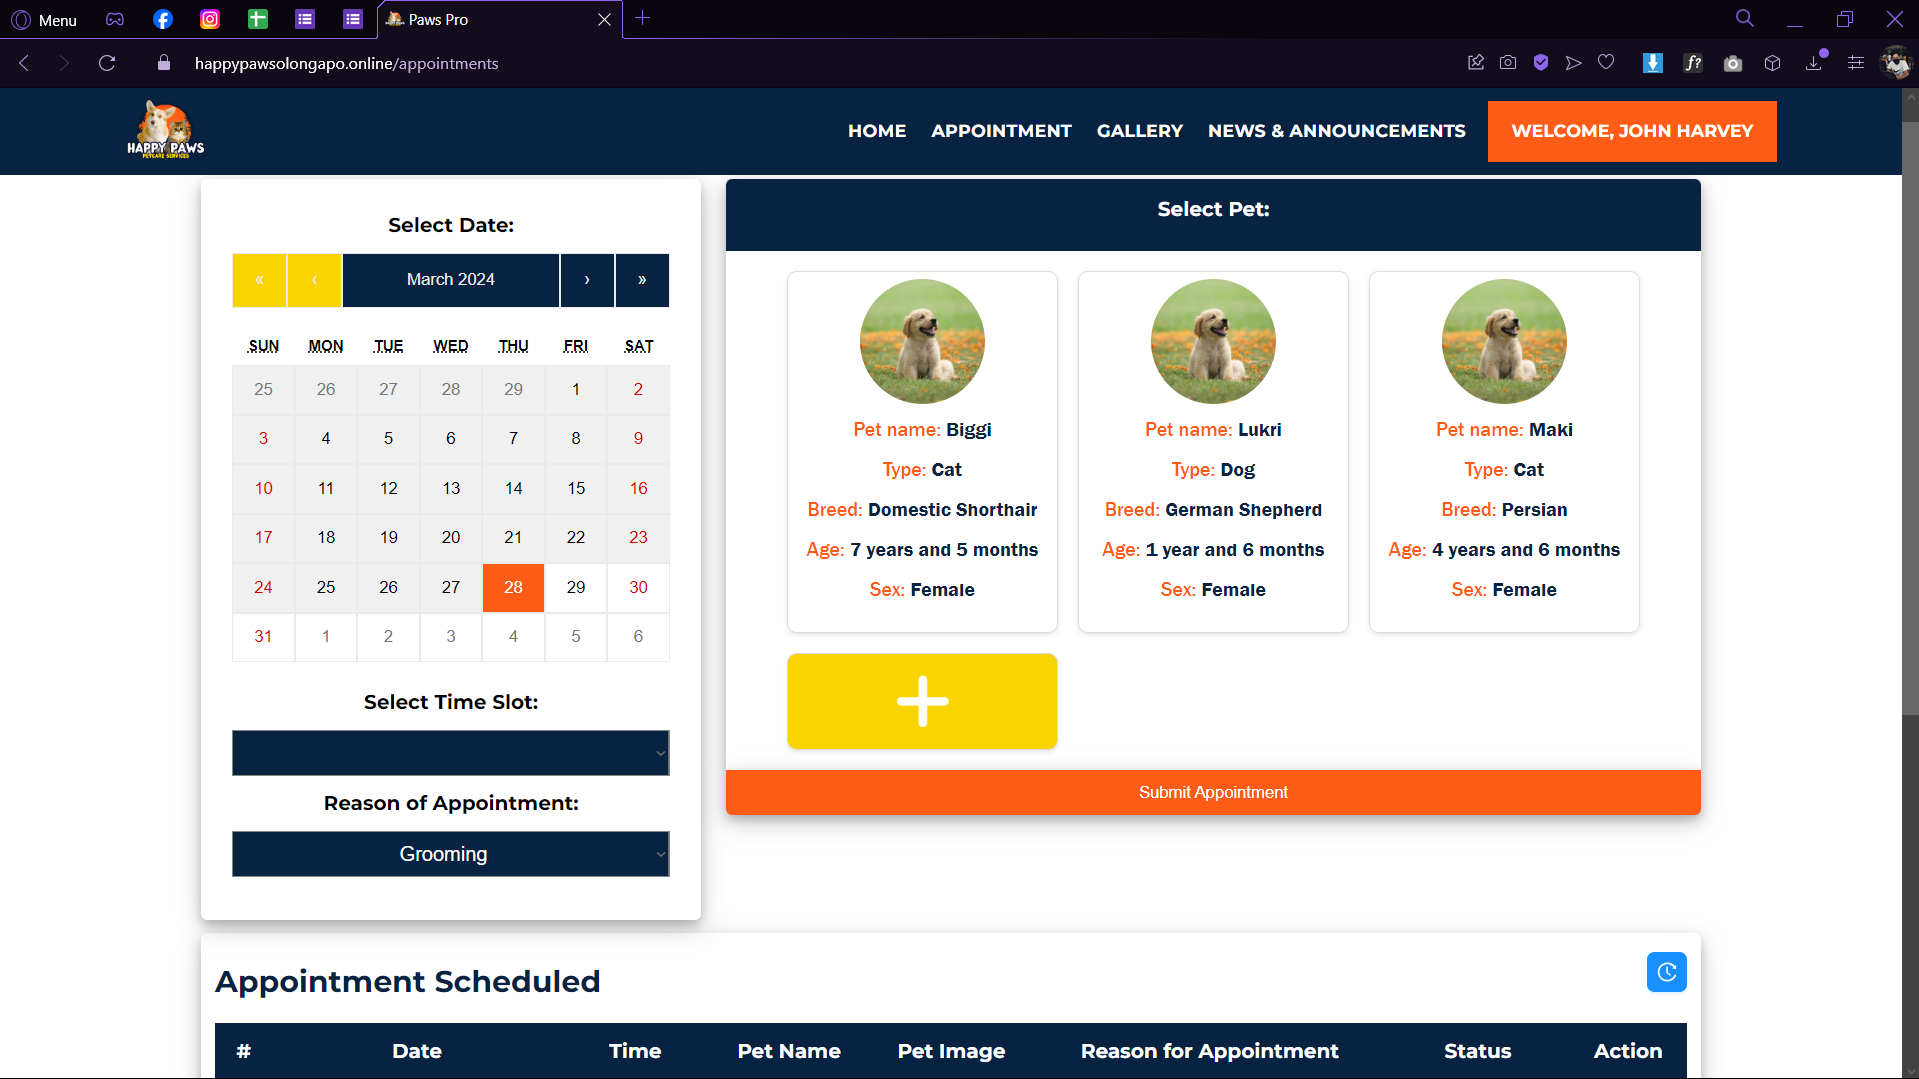 Menu
Paws Pro
happypawsolongapo.online/appointments
HAPPY PAWS
PETCARE SERVICES
HOME APPOINTMENT GALLERY NEWS & ANNOUNCEMENTS WELCOME, JOHN HARVEY
Select Date:
« ‹ March 2024 › »
SUN MON TUE WED THU FRI SAT
25 26 27 28 29 1 2
3 4 5 6 7 8 9
10 11 12 13 14 15 16
17 18 19 20 21 22 23
24 25 26 27 28 29 30
31 1 2 3 4 5 6
Select Time Slot:
Reason of Appointment:
Grooming
Select Pet:
Pet name: Biggi
Type: Cat
Breed: Domestic Shorthair
Age: 7 years and 5 months
Sex: Female
Pet name: Lukri
Type: Dog
Breed: German Shepherd
Age: 1 year and 6 months
Sex: Female
Pet name: Maki
Type: Cat
Breed: Persian
Age: 4 years and 6 months
Sex: Female
Submit Appointment
Appointment Scheduled
# Date Time Pet Name Pet Image Reason for Appointment Status Action